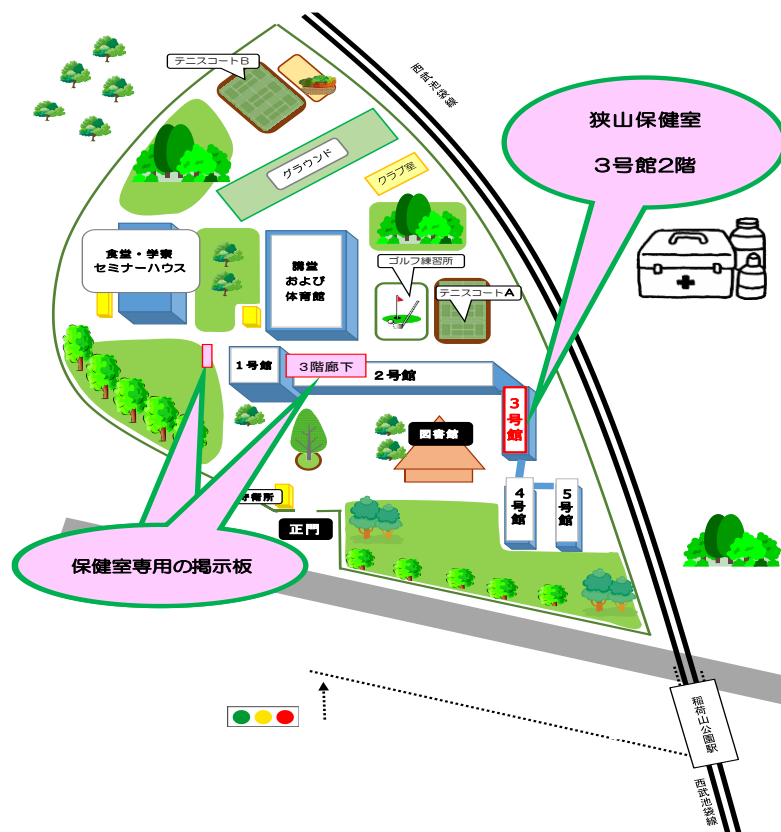 テニスコートB
西武池袋線
狭山保健室
3号館2階
グラウンド
クラブ室
食堂・学寮
セミナーハウス
講堂
および
体育館
ゴルフ練習所
テニスコートA
1号館
3階廊下
2号館
3号館
図書館
4号館
5号館
守衛所
正門
保健室専用の掲示板
稲荷山公園駅
西武池袋線